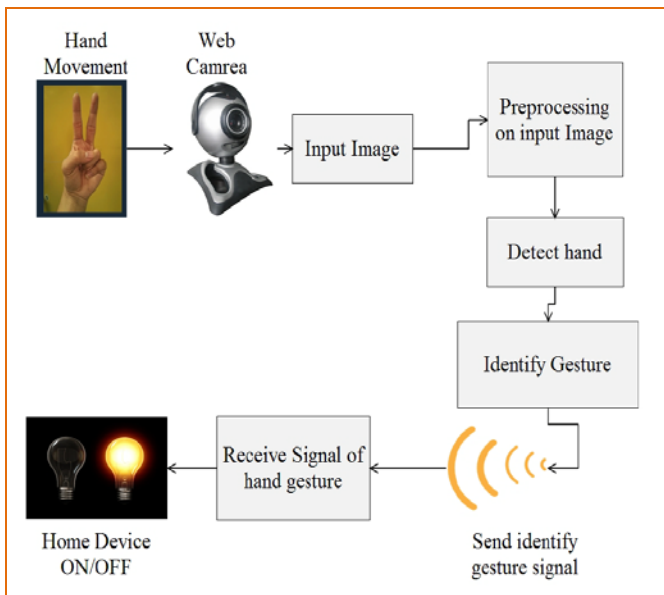 Hand
Movement
Web
Camrea
Input Image
Preprocessing
on input Image
Detect hand
Identify Gesture
Send identify
gesture signal
Receive Signal of
hand gesture
Home Device
ON/OFF